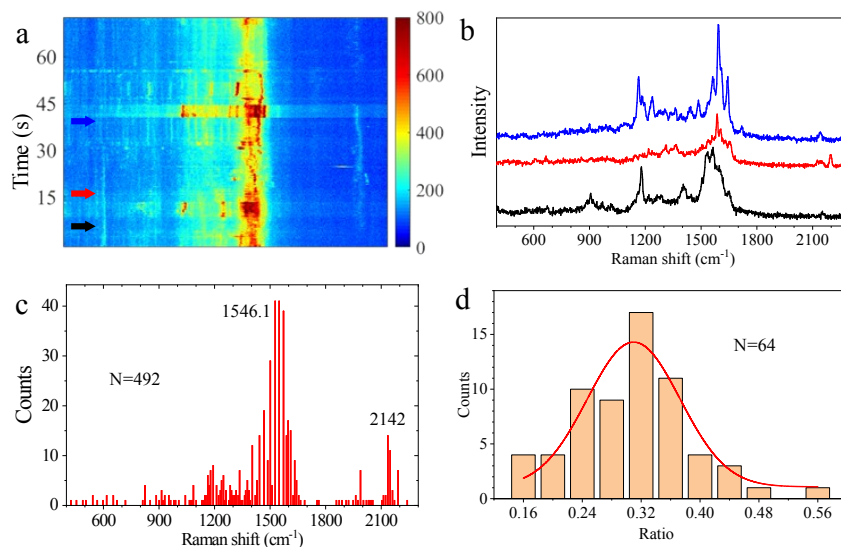 a
Time (s)
60
45
30
15
800
600
400
200
0
b
Intensity
600 900 1200 1500 1800 2100
Raman shift (cm-1)
c
Counts
40
30
20
10
0
N=492
1546.1
2142
600 900 1200 1500 1800 2100
Raman shift (cm-1)
d
Counts
15
10
5
0
N=64
0.16 0.24 0.32 0.40 0.48 0.56
Ratio